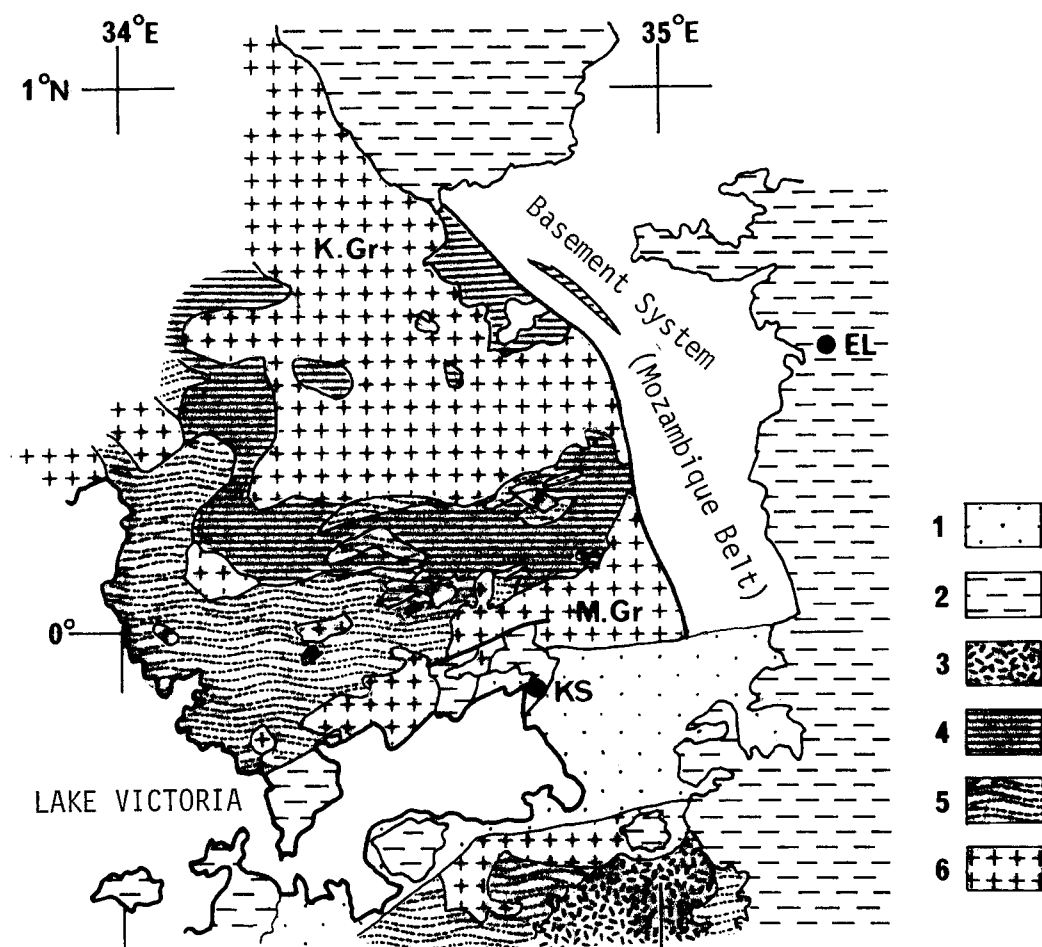 34°E
35°E
1°N
K.Gr
Basement System
(Mozambique Belt)
EL
M.Gr
0°
KS
LAKE VICTORIA
1
2
3
4
5
6